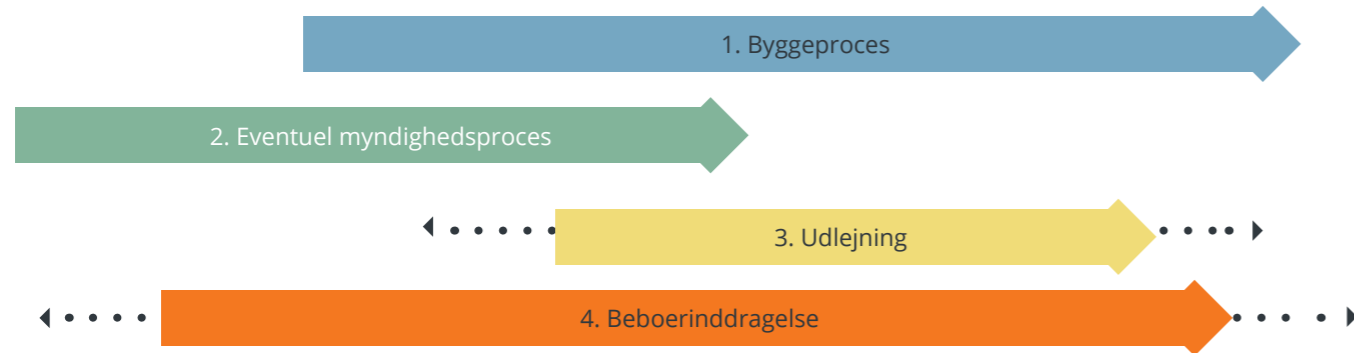 1. Byggeproces
2. Eventuel myndighedsproces
3. Udlejning
4. Beboerinddragelse